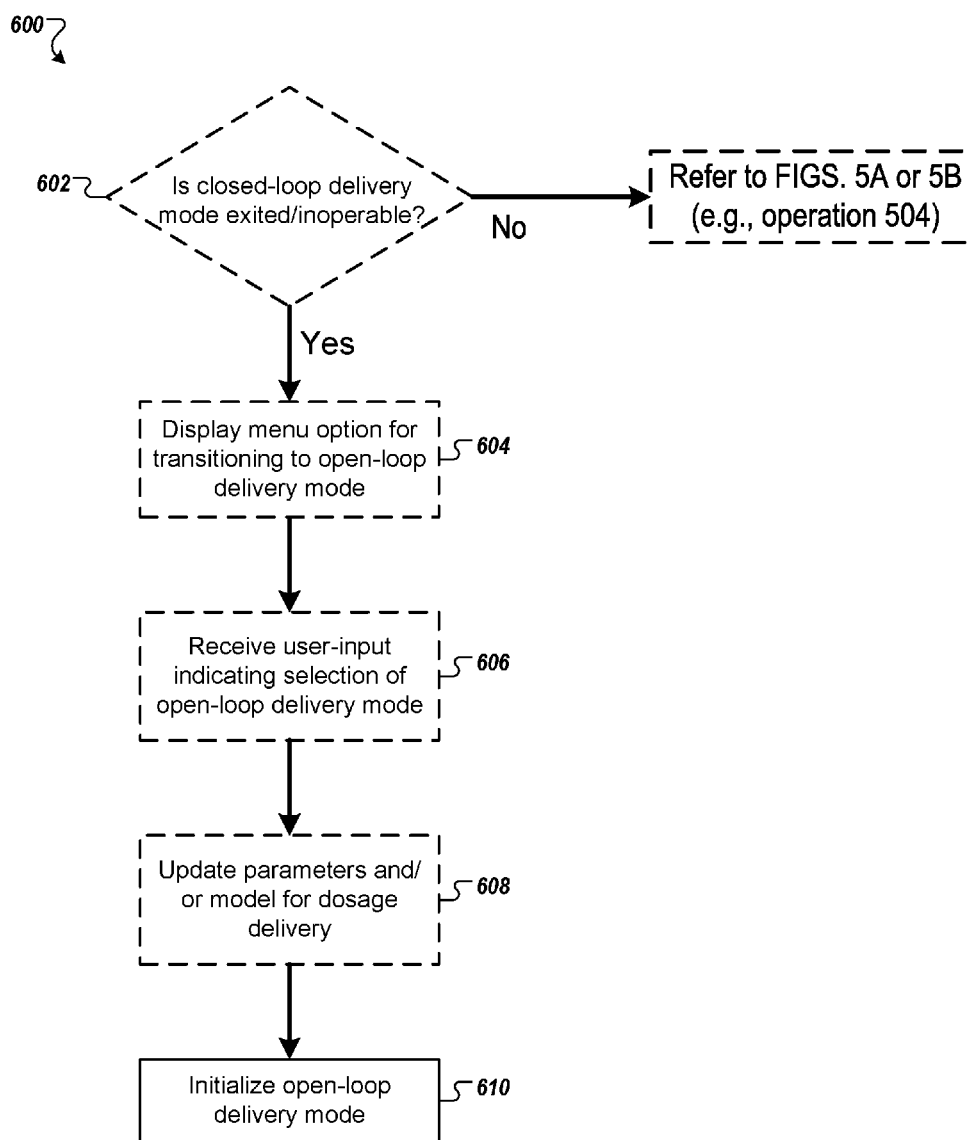 600
602
Is closed-loop delivery
mode exited/inoperable?
No
Refer to FIGS. 5A or 5B
(e.g., operation 504)
Yes
Display menu option for
transitioning to open-loop
delivery mode
604
Receive user-input
indicating selection of
open-loop delivery mode
606
Update parameters and/
or model for dosage
delivery
608
Initialize open-loop
delivery mode
610